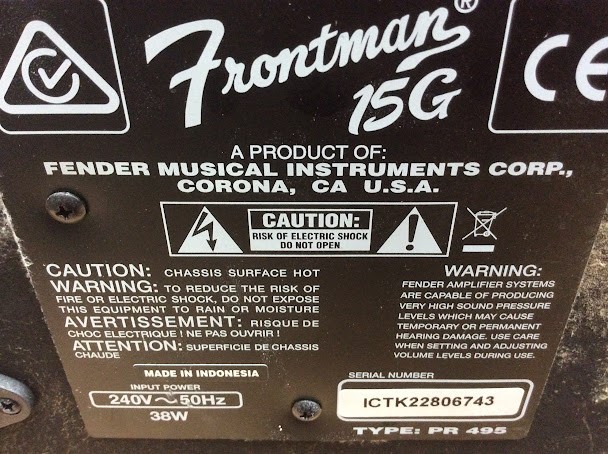 Frontman®
15G
CE
A PRODUCT OF:
FENDER MUSICAL INSTRUMENTS CORP.,
CORONA, CA U.S.A.
CAUTION:
RISK OF ELECTRIC SHOCK
DO NOT OPEN
CAUTION: CHASSIS SURFACE HOT
WARNING: TO REDUCE THE RISK OF
FIRE OR ELECTRIC SHOCK, DO NOT EXPOSE
THIS EQUIPMENT TO RAIN OR MOISTURE
AVERTISSEMENT: RISQUE DE
CHOC ELECTRIQUE ! NE PAS OUVRIR !
ATTENTION: SUPERFICIE DE CHASSIS
CHAUDE
WARNING:
FENDER AMPLIFIER SYSTEMS
ARE CAPABLE OF PRODUCING
VERY HIGH SOUND PRESSURE
LEVELS WHICH MAY CAUSE
TEMPORARY OR PERMANENT
HEARING DAMAGE. USE CARE
WHEN SETTING AND ADJUSTING
VOLUME LEVELS DURING USE.
MADE IN INDONESIA
INPUT POWER
240V~50Hz
38W
SERIAL NUMBER
ICTK22806743
TYPE: PR 495